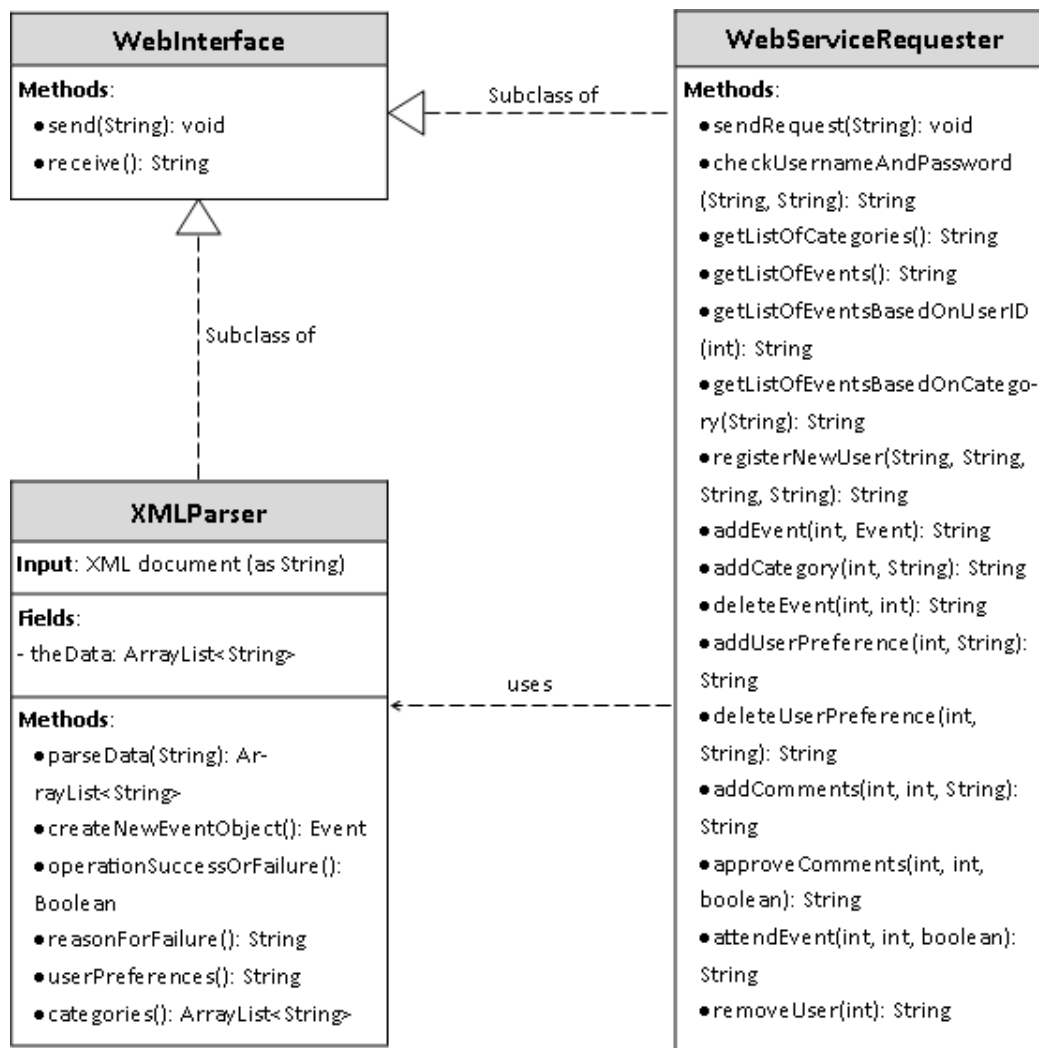 WebInterface
Methods:
●send(String): void
●receive(): String
Subclass of
Subclass of
XMLParser
Input: XML document (as String)
Fields:
- theData: ArrayList<String>
Methods:
●parseData(String): Ar-
rayList<String>
●createNewEventObject(): Event
●operationSuccessOrFailure():
Boolean
●reasonForFailure(): String
●userPreferences(): String
●categories(): ArrayList<String>
uses
WebServiceRequester
Methods:
●sendRequest(String): void
●checkUsernameAndPassword
(String, String): String
●getListOfCategories(): String
●getListOfEvents(): String
●getListOfEventsBasedOnUserID
(int): String
●getListOfEventsBasedOnCatego-
ry(String): String
●registerNewUser(String, String,
String, String): String
●addEvent(int, Event): String
●addCategory(int, String): String
●deleteEvent(int, int): String
●addUserPreference(int, String):
String
●deleteUserPreference(int,
String): String
●addComments(int, int, String):
String
●approveComments(int, int,
boolean): String
●attendEvent(int, int, boolean):
String
●removeUser(int): String